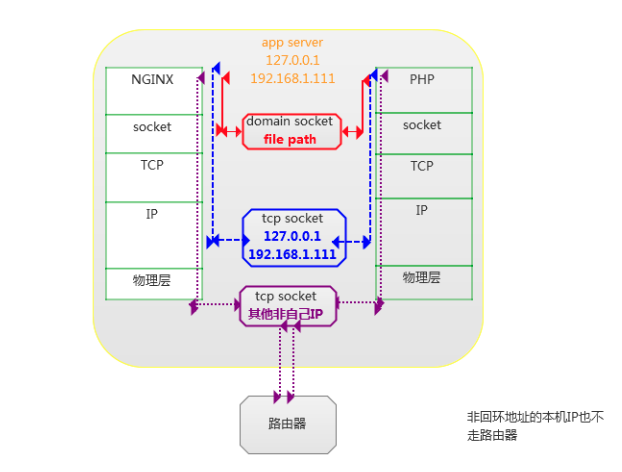 app server
127.0.0.1
192.168.1.111
NGINX
socket
TCP
IP
物理层
domain socket
file path
tcp socket
127.0.0.1
192.168.1.111
tcp socket
其他非自己IP
PHP
socket
TCP
IP
物理层
路由器
非回环地址的本机IP也不
走路由器